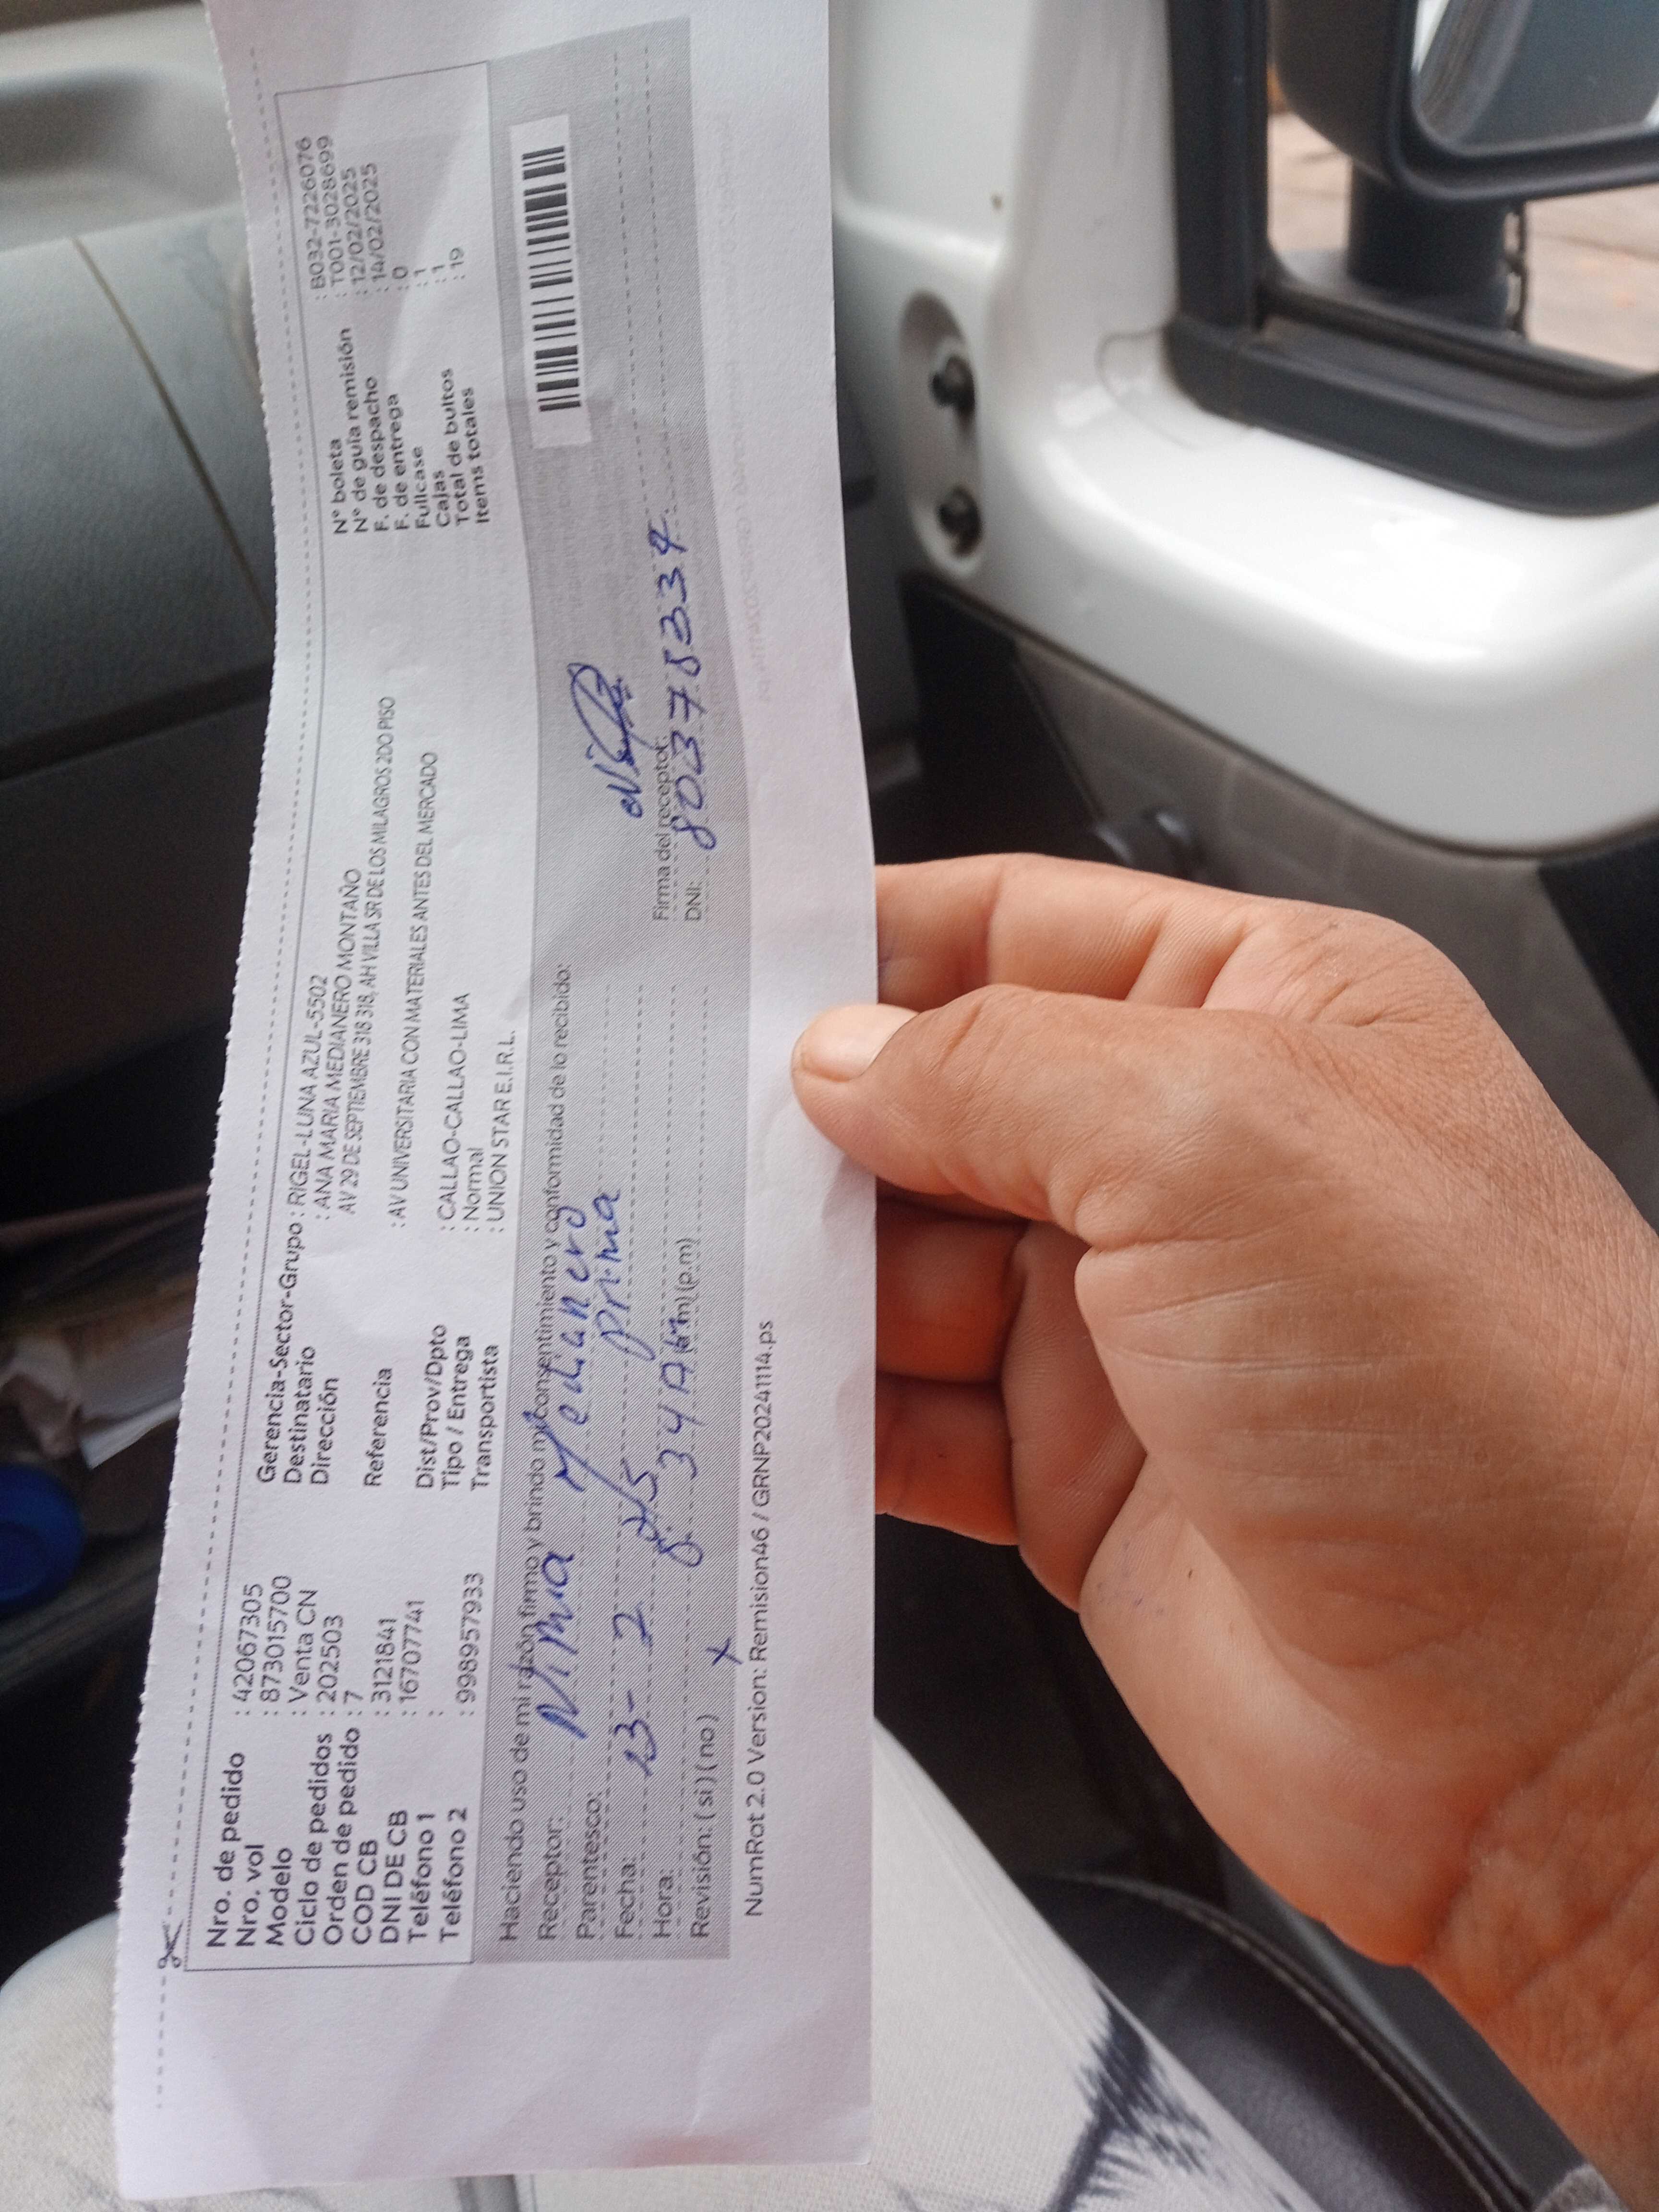 Nro. de pedido : 42067305
Nro. vol : 873015700
Modelo : Venta CN
Ciclo de pedidos : 202503
Orden de pedido : 7
COD CB : 3121841
DNI DE CB : 16707741
Teléfono 1 :
Teléfono 2 : 998957933
Gerencia-Sector-Grupo : RIGEL-LUNA AZUL-5502
Destinatario : ANA MARIA MEDIANERO MONTAÑO
Dirección AV 29 DE SEPTIEMBRE 318 318, AH VILLA SR DE LOS MILAGROS 2DO PISO
Referencia : AV UNIVERSITARIA CON MATERIALES ANTES DEL MERCADO
Dist/Prov/Dpto : CALLAO-CALLAO-LIMA
Tipo / Entrega : Normal
Transportista : UNION STAR E.I.R.L.
N° boleta : B032-7226076
N° de guía remisión : T001-3028699
F. de despacho : 12/02/2025
F. de entrega : 14/02/2025
Fullcase : 0
Cajas : 1
Total de bultos : 1
Items totales : 19
Haciendo uso de mi razón firmo y brindo mi consentimiento y conformidad de lo recibido:
Receptor: Nima Medianero
Parentesco: prima
Fecha: 13- 2
Hora: 8:34 A (a.m) (p.m)
Revisión: ( si ) ( no ) x
Firma del receptor:
DNI: 80378334
NumRot 2.0 Version: Remision46 / GRNP20241114.ps